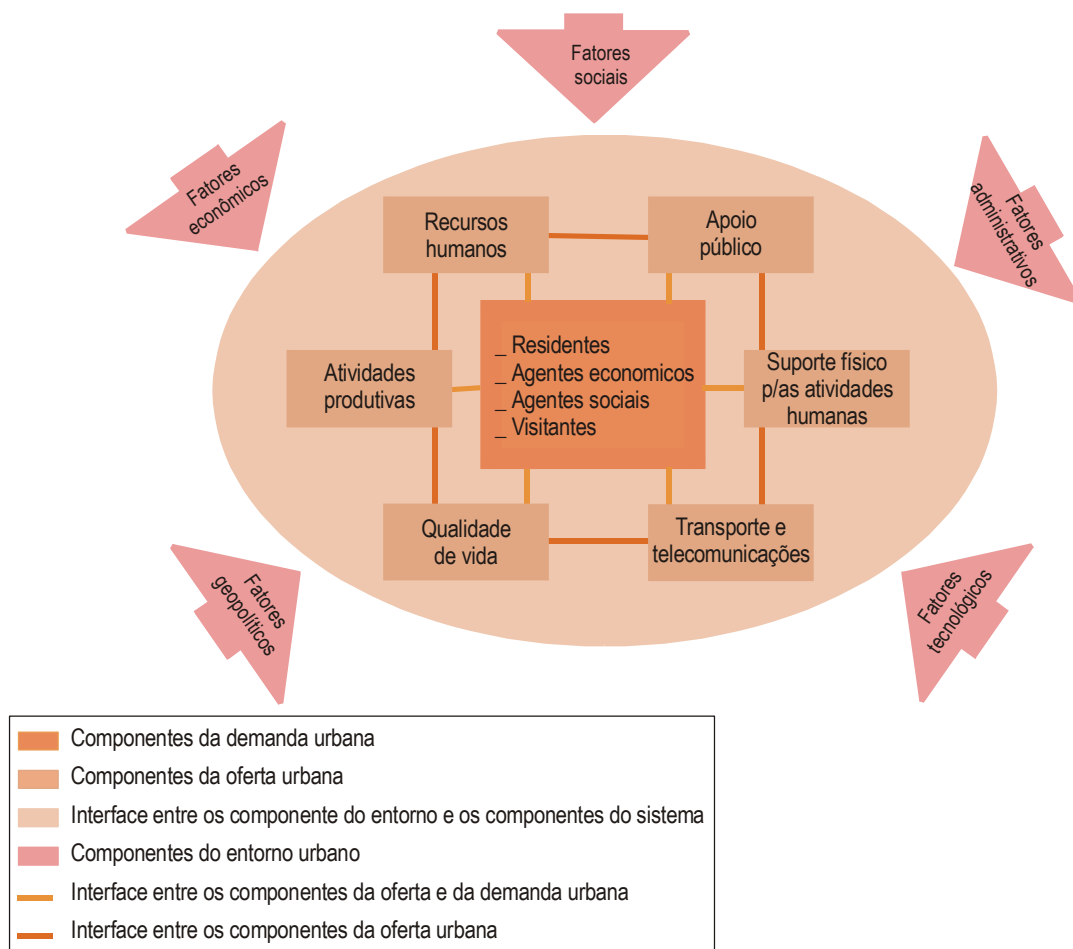 Fatores
sociais
Fatores
econômicos
Fatores
administrativos
Recursos
humanos
Apoio
público
_ Residentes
_ Agentes economicos
_ Agentes sociais
_ Visitantes
Atividades
produtivas
Suporte físico
p/as atividades
humanas
Qualidade
de vida
Transporte e
telecomunicações
Fatores
geopolíticos
Fatores
tecnológicos
Componentes da demanda urbana
Componentes da oferta urbana
Interface entre os componente do entorno e os componentes do sistema
Componentes do entorno urbano
Interface entre os componentes da oferta e da demanda urbana
Interface entre os componentes da oferta urbana